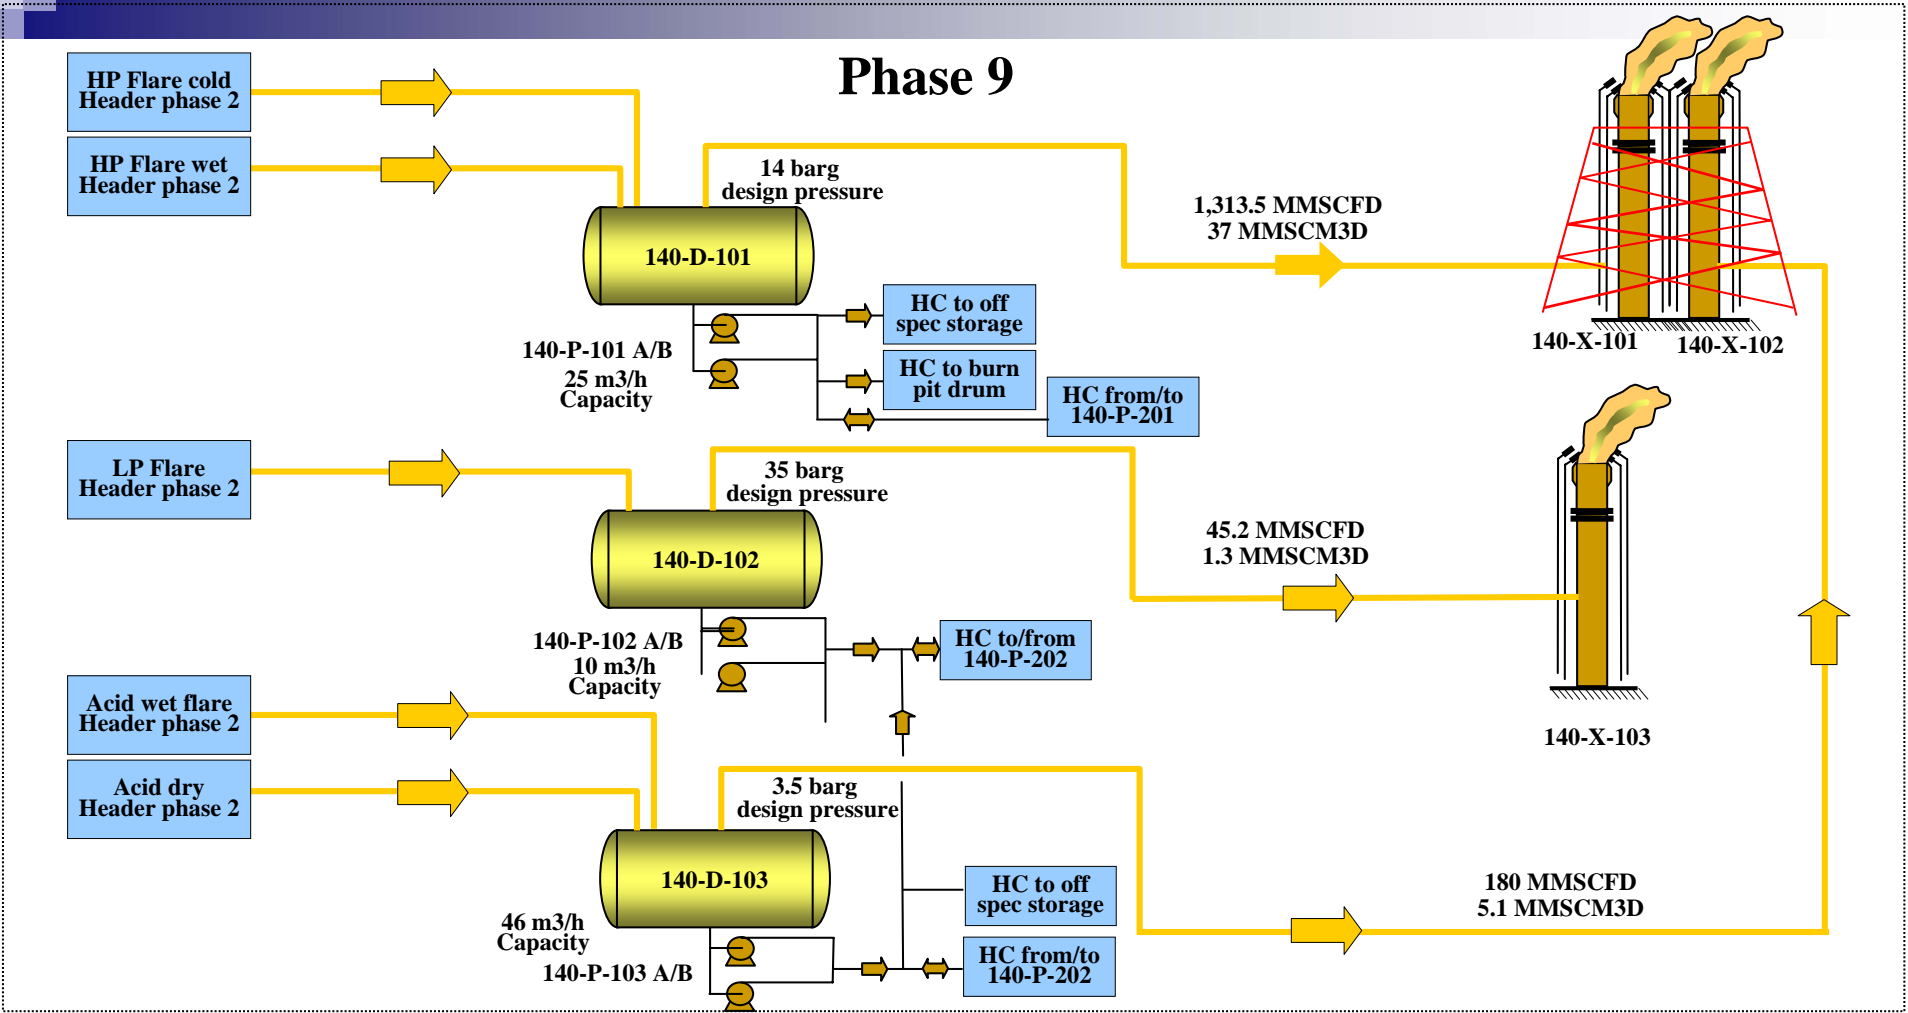 Phase 9
HP Flare cold
Header phase 2
HP Flare wet
Header phase 2
14 barg
design pressure
140-D-101
1,313.5 MMSCFD
37 MMSCM3D
140-X-101
140-X-102
HC to off
spec storage
140-P-101 A/B
25 m3/h
Capacity
HC to burn
pit drum
HC from/to
140-P-201
LP Flare
Header phase 2
35 barg
design pressure
140-D-102
45.2 MMSCFD
1.3 MMSCM3D
140-P-102 A/B
10 m3/h
Capacity
HC to/from
140-P-202
140-X-103
Acid wet flare
Header phase 2
Acid dry
Header phase 2
3.5 barg
design pressure
140-D-103
HC to off
spec storage
180 MMSCFD
5.1 MMSCM3D
46 m3/h
Capacity
140-P-103 A/B
HC from/to
140-P-202